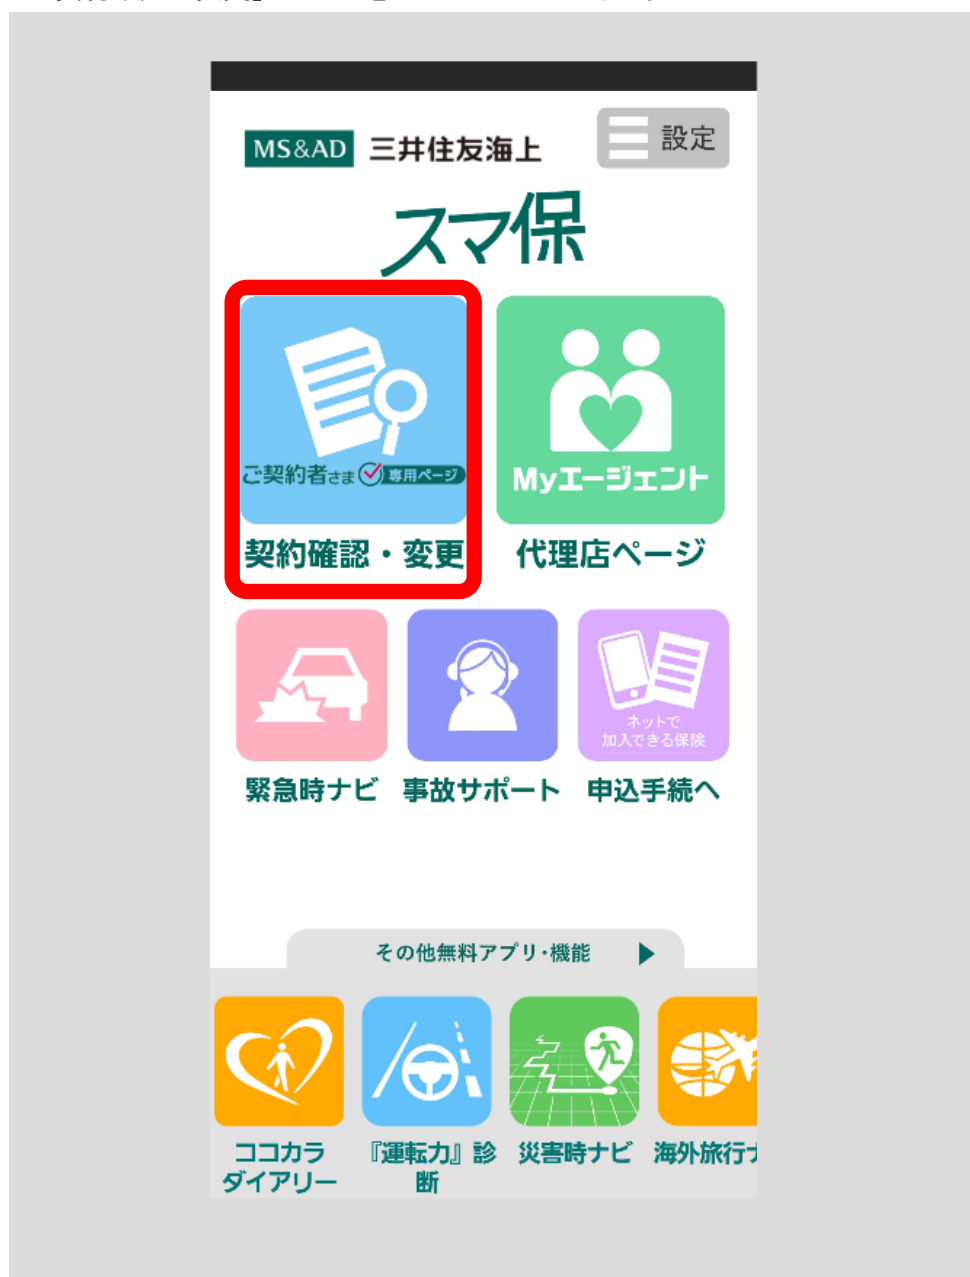 MS&AD 三井住友海上
設定
スマ保
ご契約者さま 専用ページ
契約確認・変更
Myエージェント
代理店ページ
緊急時ナビ
事故サポート
ネットで
加入できる保険
申込手続へ
その他無料アプリ・機能
ココカラ
ダイアリー
『運転力』診
断
災害時ナビ
海外旅行ナ